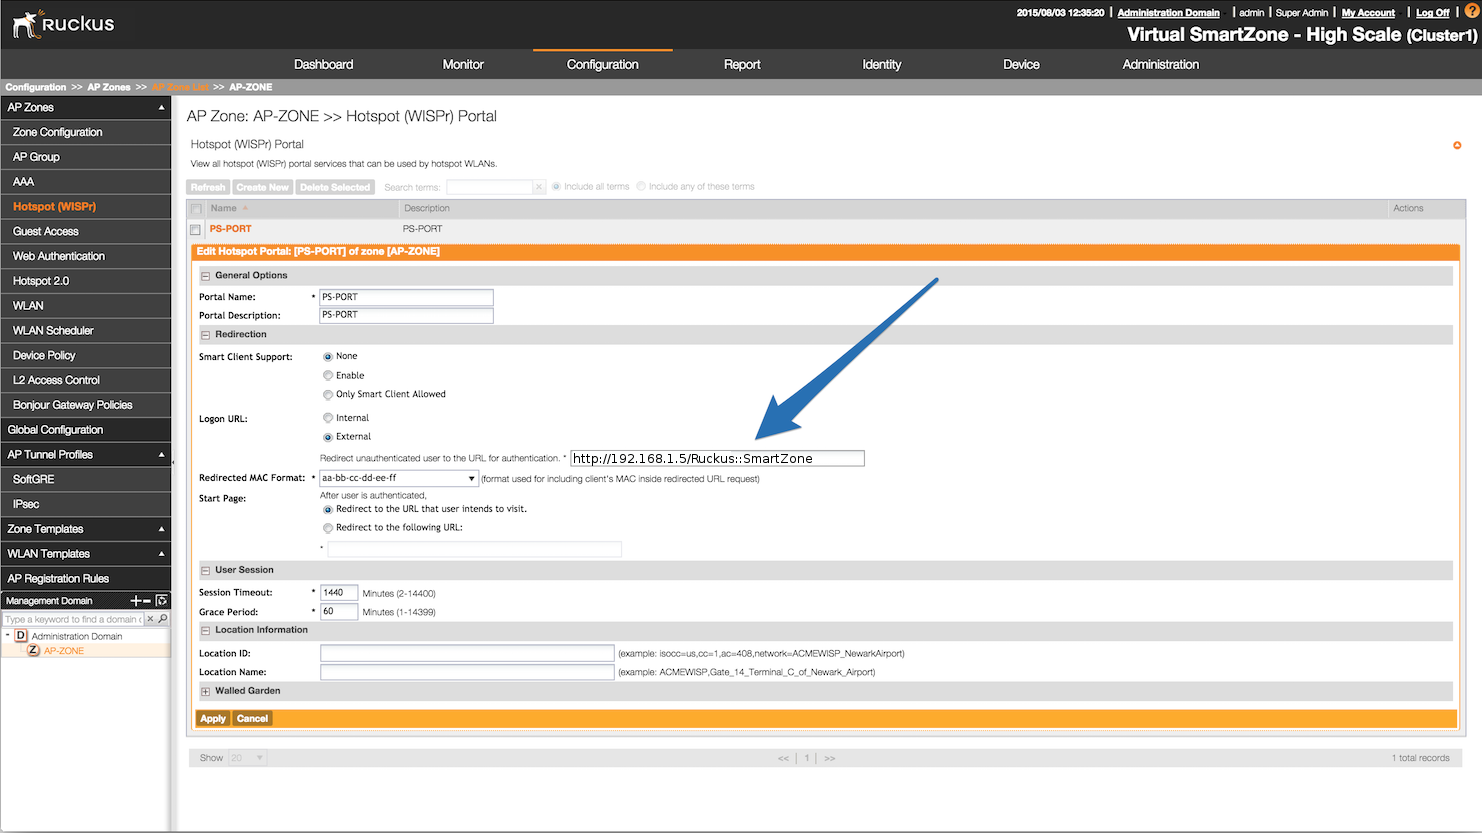 RUCKUS
2015/08/03 12:35:20 | Administration Domain | admin | Super Admin | My Account | Log Off | ?
Virtual SmartZone - High Scale (Cluster1)
Dashboard Monitor Configuration Report Identity Device Administration
Configuration >> AP Zones >> AP Zone List >> AP-ZONE
AP Zones
Zone Configuration
AP Group
AAA
Hotspot (WISPr)
Guest Access
Web Authentication
Hotspot 2.0
WLAN
WLAN Scheduler
Device Policy
L2 Access Control
Bonjour Gateway Policies
Global Configuration
AP Tunnel Profiles
SoftGRE
IPsec
Zone Templates
WLAN Templates
AP Registration Rules
Management Domain
Type a keyword to find a domain (
D Administration Domain
Z AP-ZONE
AP Zone: AP-ZONE >> Hotspot (WISPr) Portal
Hotspot (WISPr) Portal
View all hotspot (WISPr) portal services that can be used by hotspot WLANs.
Refresh Create New Delete Selected Search terms: Include all terms Include any of these terms
Name Description Actions
PS-PORT PS-PORT
Edit Hotspot Portal: [PS-PORT] of zone [AP-ZONE]
General Options
Portal Name: * PS-PORT
Portal Description: PS-PORT
Redirection
Smart Client Support: None
Enable
Only Smart Client Allowed
Logon URL: Internal
External
Redirect unauthenticated user to the URL for authentication. * http://192.168.1.5/Ruckus::SmartZone
Redirected MAC Format: * aa-bb-cc-dd-ee-ff (format used for including client's MAC inside redirected URL request)
Start Page: After user is authenticated,
Redirect to the URL that user intends to visit.
Redirect to the following URL:
*
User Session
Session Timeout: * 1440 Minutes (2-14400)
Grace Period: * 60 Minutes (1-14399)
Location Information
Location ID: (example: isocc=us,cc=1,ac=408,network=ACMEWISP_NewarkAirport)
Location Name: (example: ACMEWISP,Gate_14_Terminal_C_of_Newark_Airport)
Walled Garden
Apply Cancel
Show 20 << | 1 | >> 1 total records